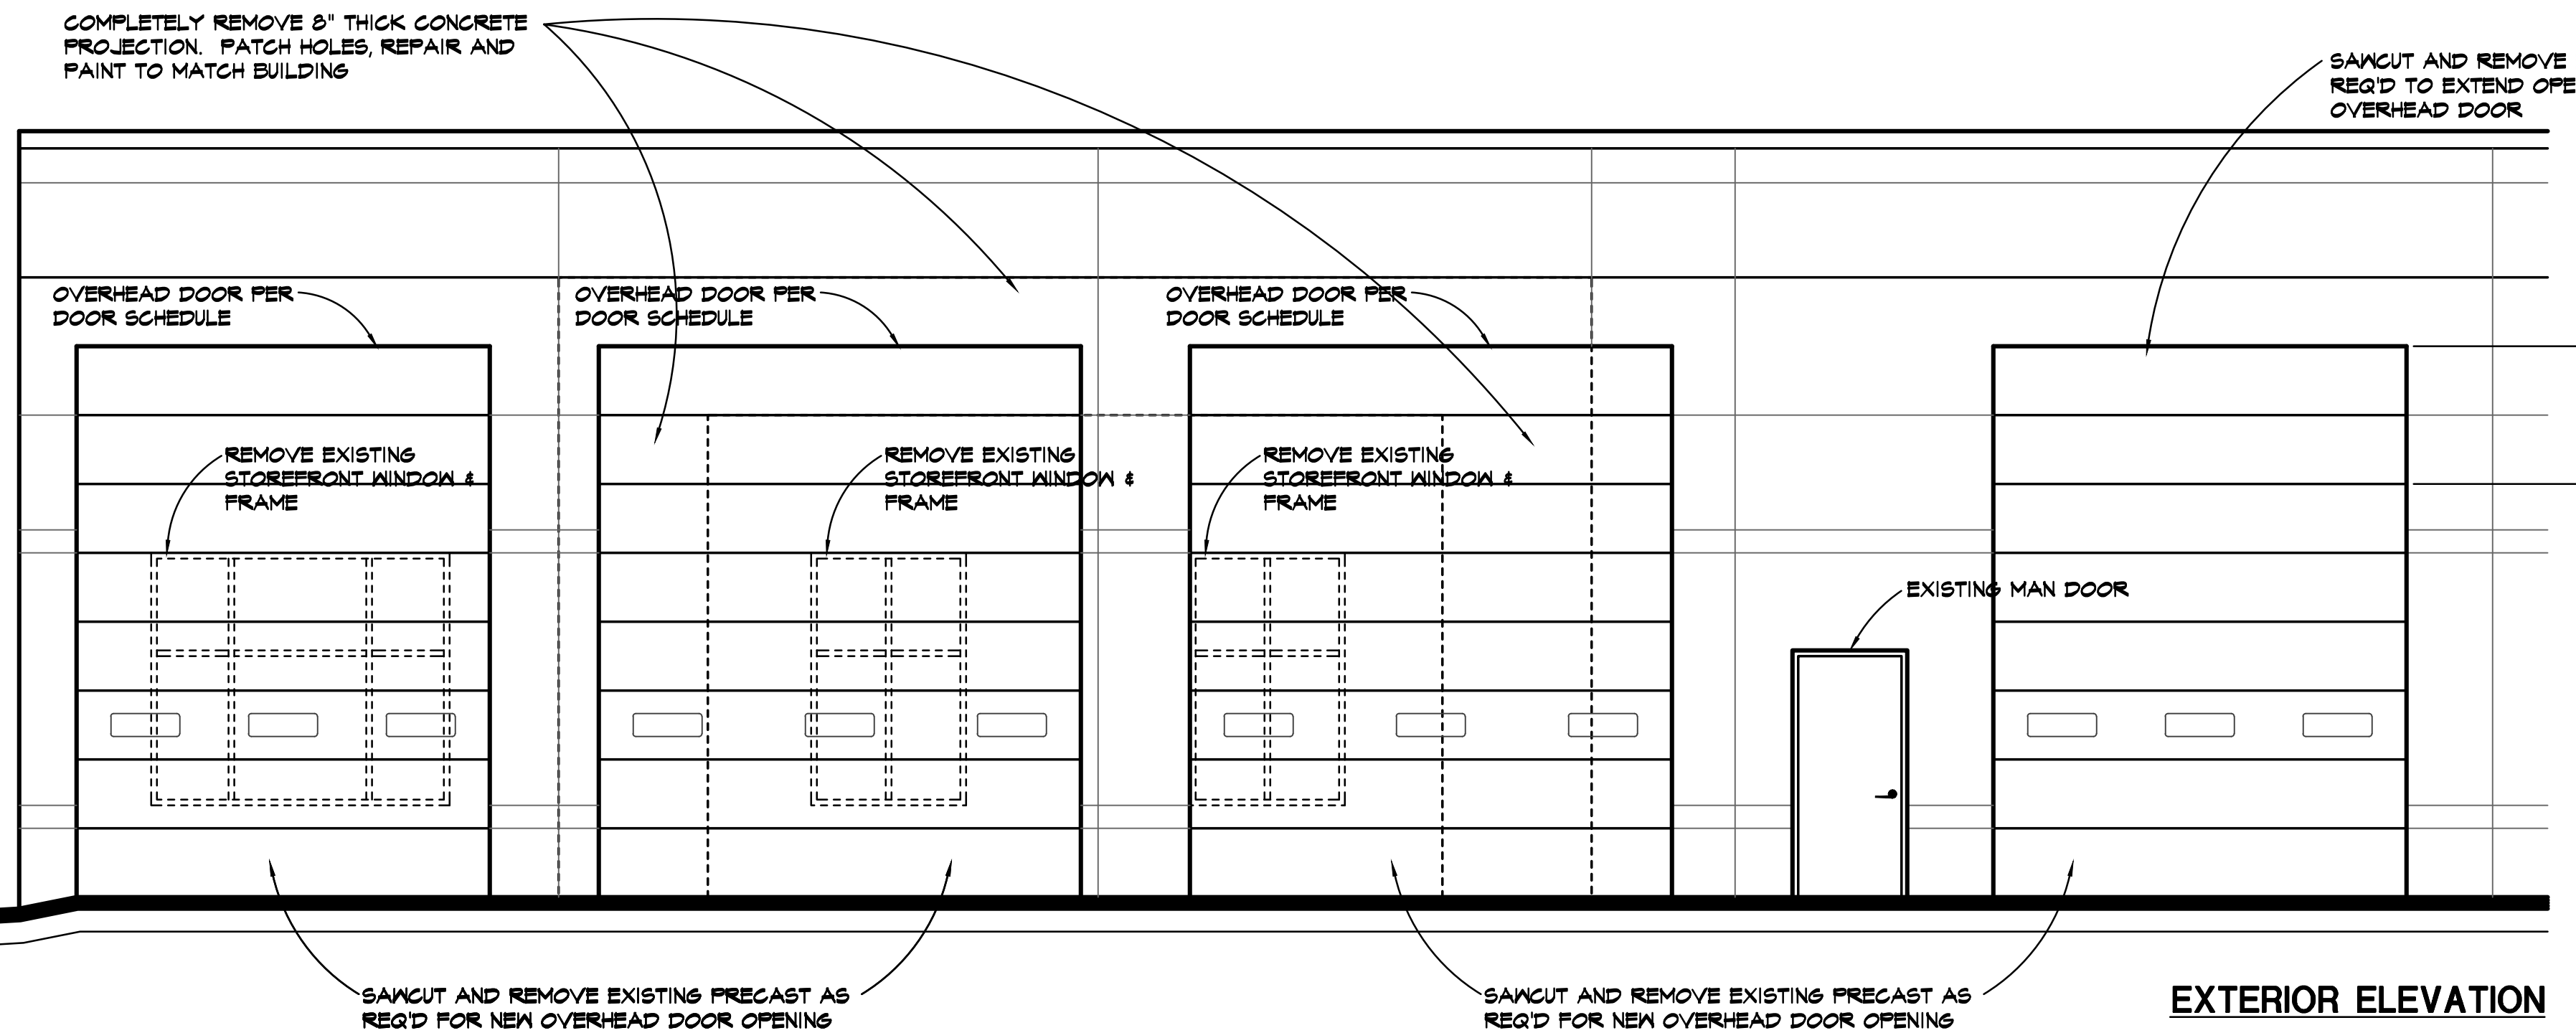 COMPLETELY REMOVE 8" THICK CONCRETE
PROJECTION. PATCH HOLES, REPAIR AND
PAINT TO MATCH BUILDING
SAWCUT AND REMOVE
REQ'D TO EXTEND OPE
OVERHEAD DOOR
OVERHEAD DOOR PER
DOOR SCHEDULE
OVERHEAD DOOR PER
DOOR SCHEDULE
OVERHEAD DOOR PER
DOOR SCHEDULE
REMOVE EXISTING
STOREFRONT WINDOW &
FRAME
REMOVE EXISTING
STOREFRONT WINDOW &
FRAME
REMOVE EXISTING
STOREFRONT WINDOW &
FRAME
EXISTING MAN DOOR
SAWCUT AND REMOVE EXISTING PRECAST AS
REQ'D FOR NEW OVERHEAD DOOR OPENING
SAWCUT AND REMOVE EXISTING PRECAST AS
REQ'D FOR NEW OVERHEAD DOOR OPENING
EXTERIOR ELEVATION